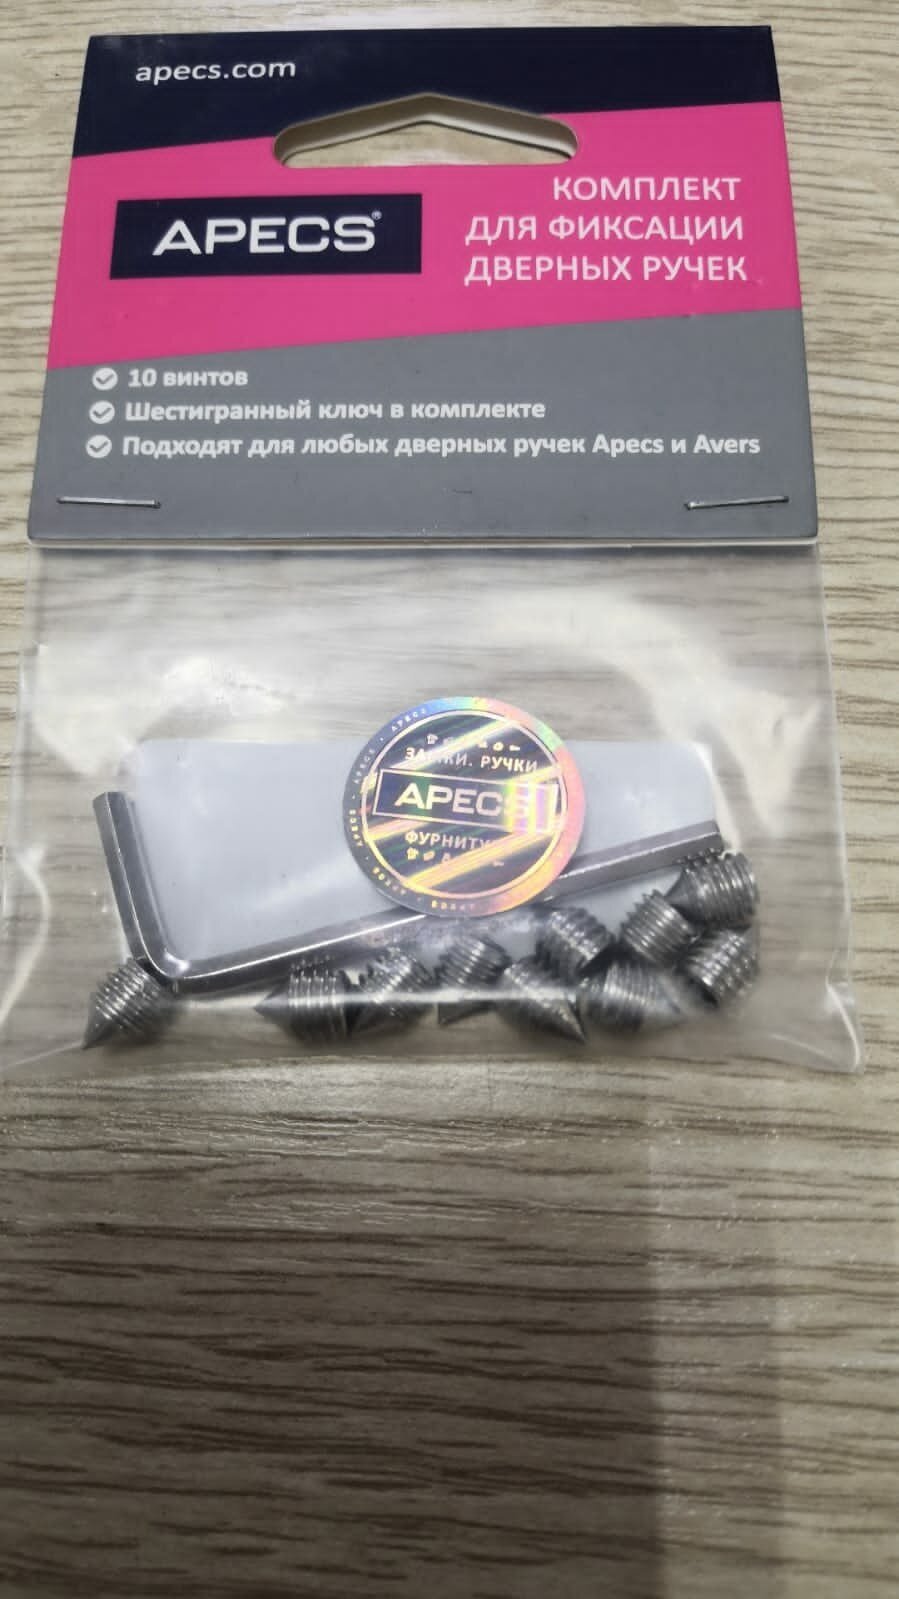 apecs.com
APECS®
КОМПЛЕКТ
ДЛЯ ФИКСАЦИИ
ДВЕРНЫХ РУЧЕК
10 винтов
Шестигранный ключ в комплекте
Подходят для любых дверных ручек Apecs и Avers
РУЧКИ
APECS